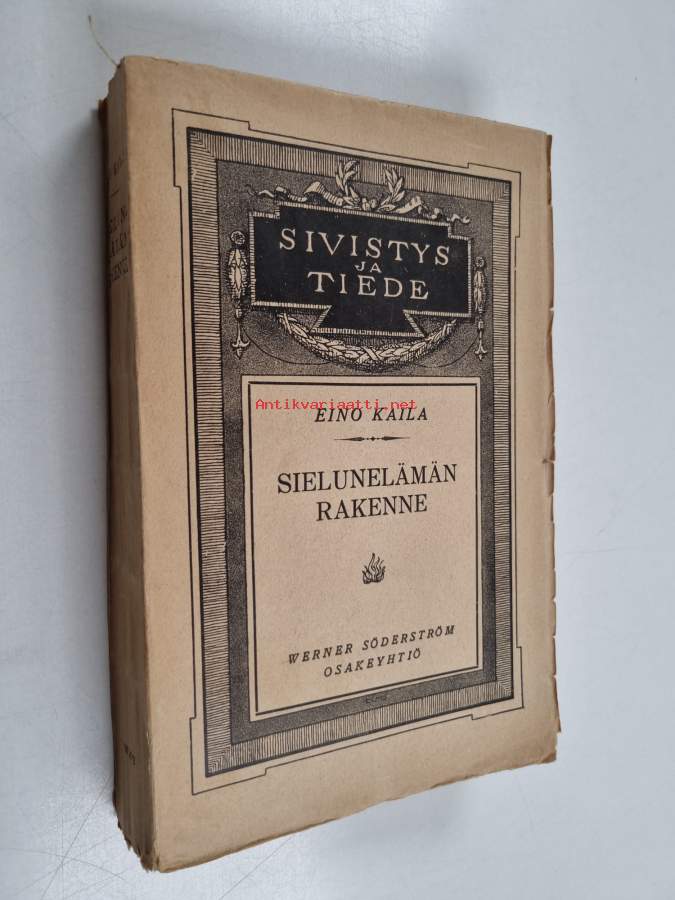 SIVISTYS
JA
TIEDE
Antikvariaatti.net
EINO KAILA
SIELUNELÄMÄN
RAKENNE
WERNER SÖDERSTRÖM
OSAKEYHTIÖ